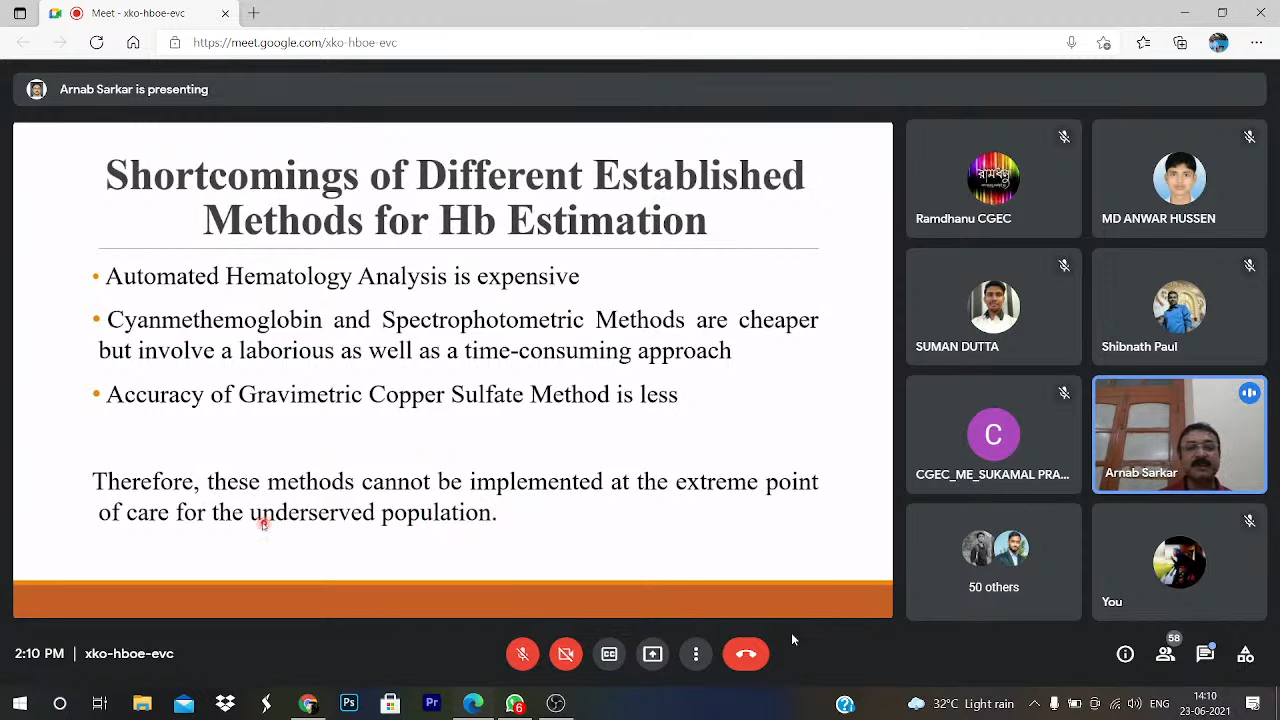 Meet - xko-hboe-evc
https://meet.google.com/xko-hboe-evc
Arnab Sarkar is presenting
Shortcomings of Different Established
Methods for Hb Estimation
• Automated Hematology Analysis is expensive
• Cyanmethemoglobin and Spectrophotometric Methods are cheaper
but involve a laborious as well as a time-consuming approach
• Accuracy of Gravimetric Copper Sulfate Method is less
Therefore, these methods cannot be implemented at the extreme point
of care for the underserved population.
রামধনু
Ramdhanu CGEC
MD ANWAR HUSSEN
SUMAN DUTTA
Shibnath Paul
C
CGEC_ME_SUKAMAL PRA...
Arnab Sarkar
50 others
You
2:10 PM | xko-hboe-evc
CC
58
Ps
Pr
6
32°C Light rain
14:10
23-06-2021